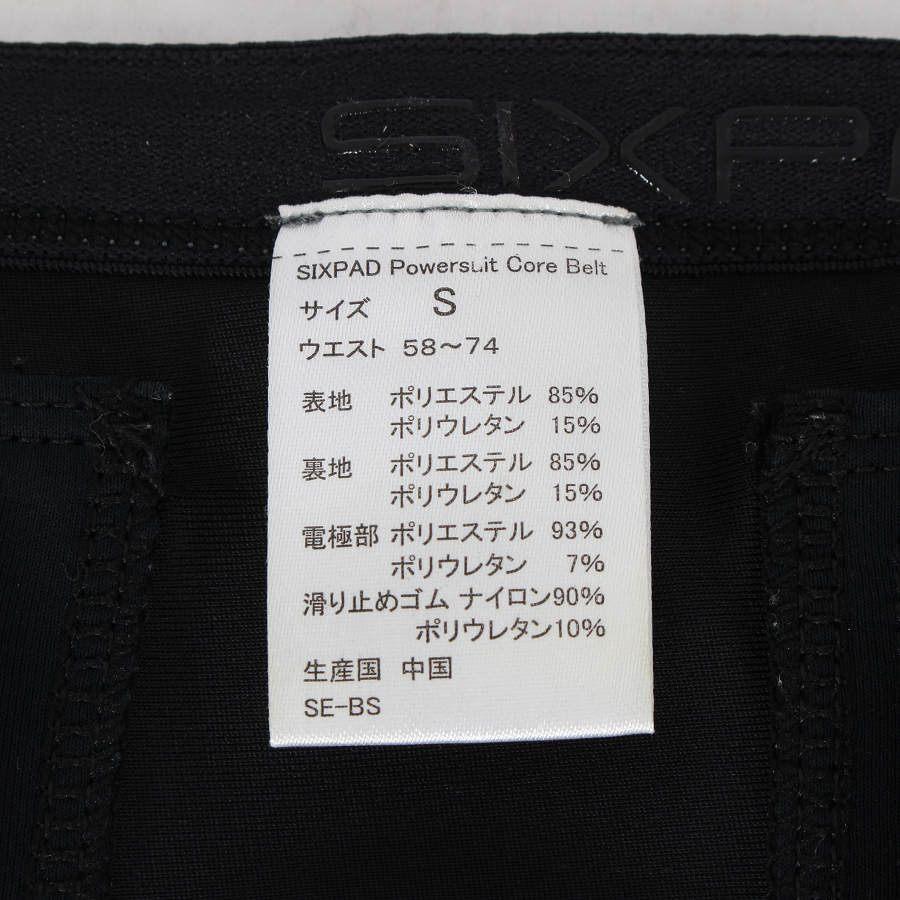 SIXP
SIXPAD Powersuit Core Belt
サイズ S
ウエスト 58～74
表地 ポリエステル 85%
ポリウレタン 15%
裏地 ポリエステル 85%
ポリウレタン 15%
電極部 ポリエステル 93%
ポリウレタン 7%
滑り止めゴム ナイロン90%
ポリウレタン10%
生産国 中国
SE-BS